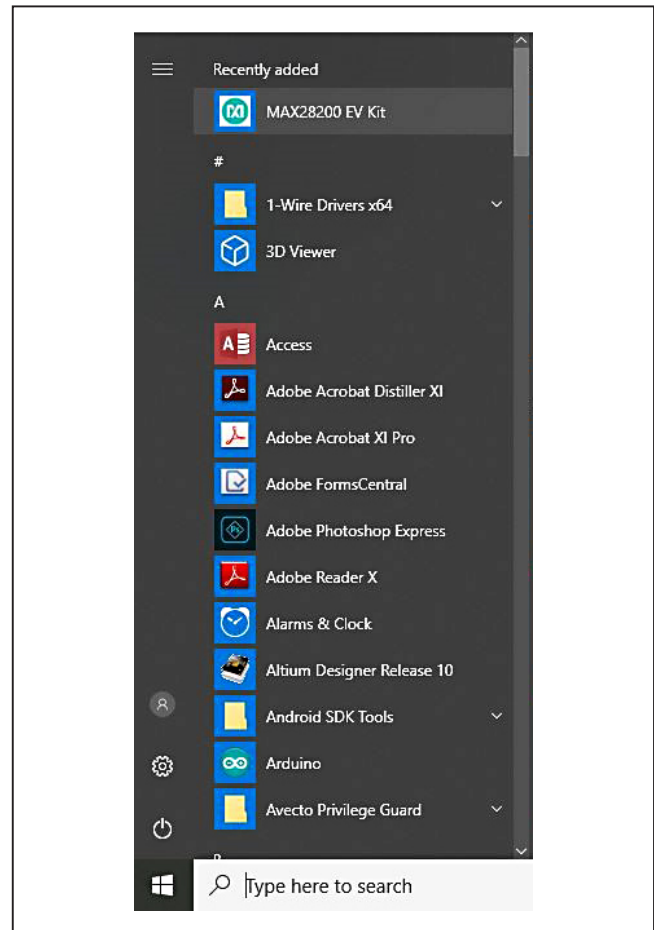 Recently added
MAX28200 EV Kit
#
1-Wire Drivers x64
3D Viewer
A
Access
Adobe Acrobat Distiller XI
Adobe Acrobat XI Pro
Adobe FormsCentral
Adobe Photoshop Express
Adobe Reader X
Alarms & Clock
Altium Designer Release 10
Android SDK Tools
Arduino
Avecto Privilege Guard
Type here to search